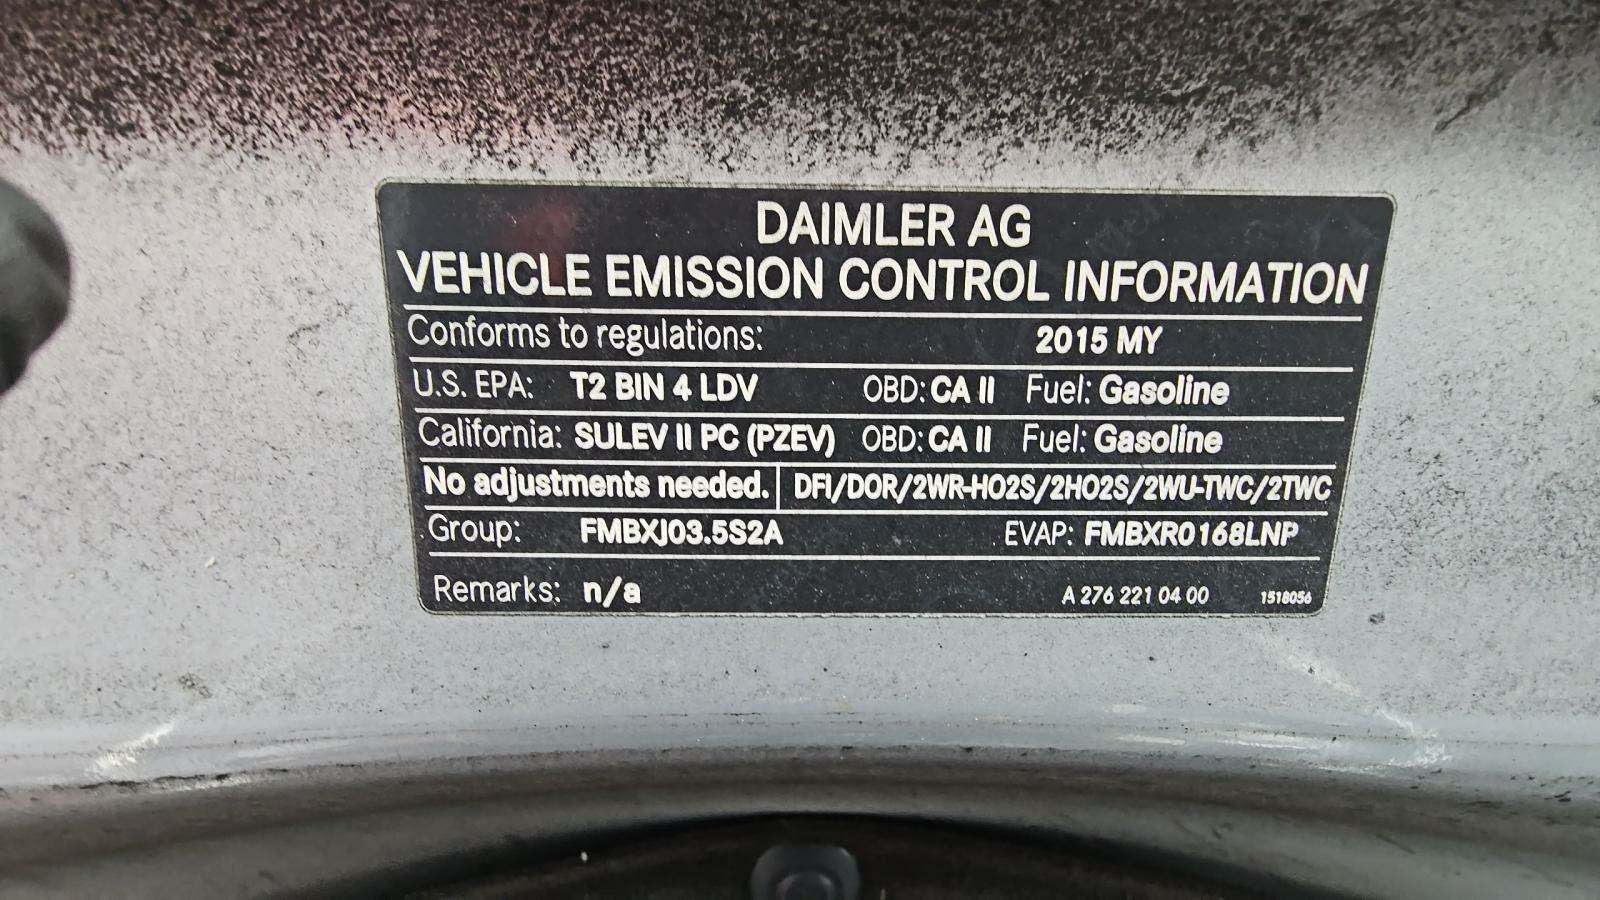 DAIMLER AG
VEHICLE EMISSION CONTROL INFORMATION
Conforms to regulations: 2015 MY
U.S. EPA: T2 BIN 4 LDV OBD: CA II Fuel: Gasoline
California: SULEV II PC (PZEV) OBD: CA II Fuel: Gasoline
No adjustments needed. DFI/DOR/2WR-HO2S/2HO2S/2WU-TWC/2TWC
Group: FMBXJ03.5S2A EVAP: FMBXR0168LNP
Remarks: n/a A 276 221 04 00 1518056